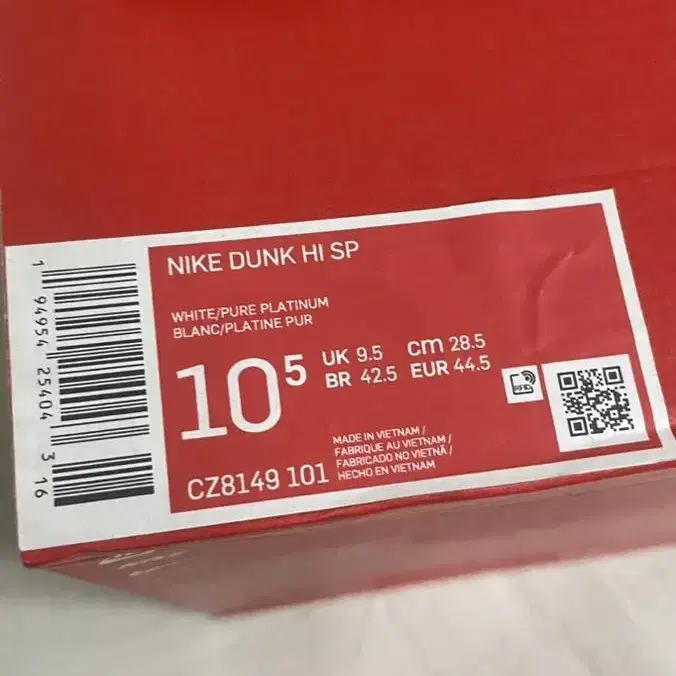 NIKE DUNK HI SP
WHITE/PURE PLATINUM
BLANC/PLATINE PUR
10 5
UK 9.5 cm 28.5
BR 42.5 EUR 44.5
MADE IN VIETNAM /
FABRIQUE AU VIETNAM /
FABRICADO NO VIETNÃ /
HECHO EN VIETNAM
CZ8149 101
RFID
1 94954 25404 3 16